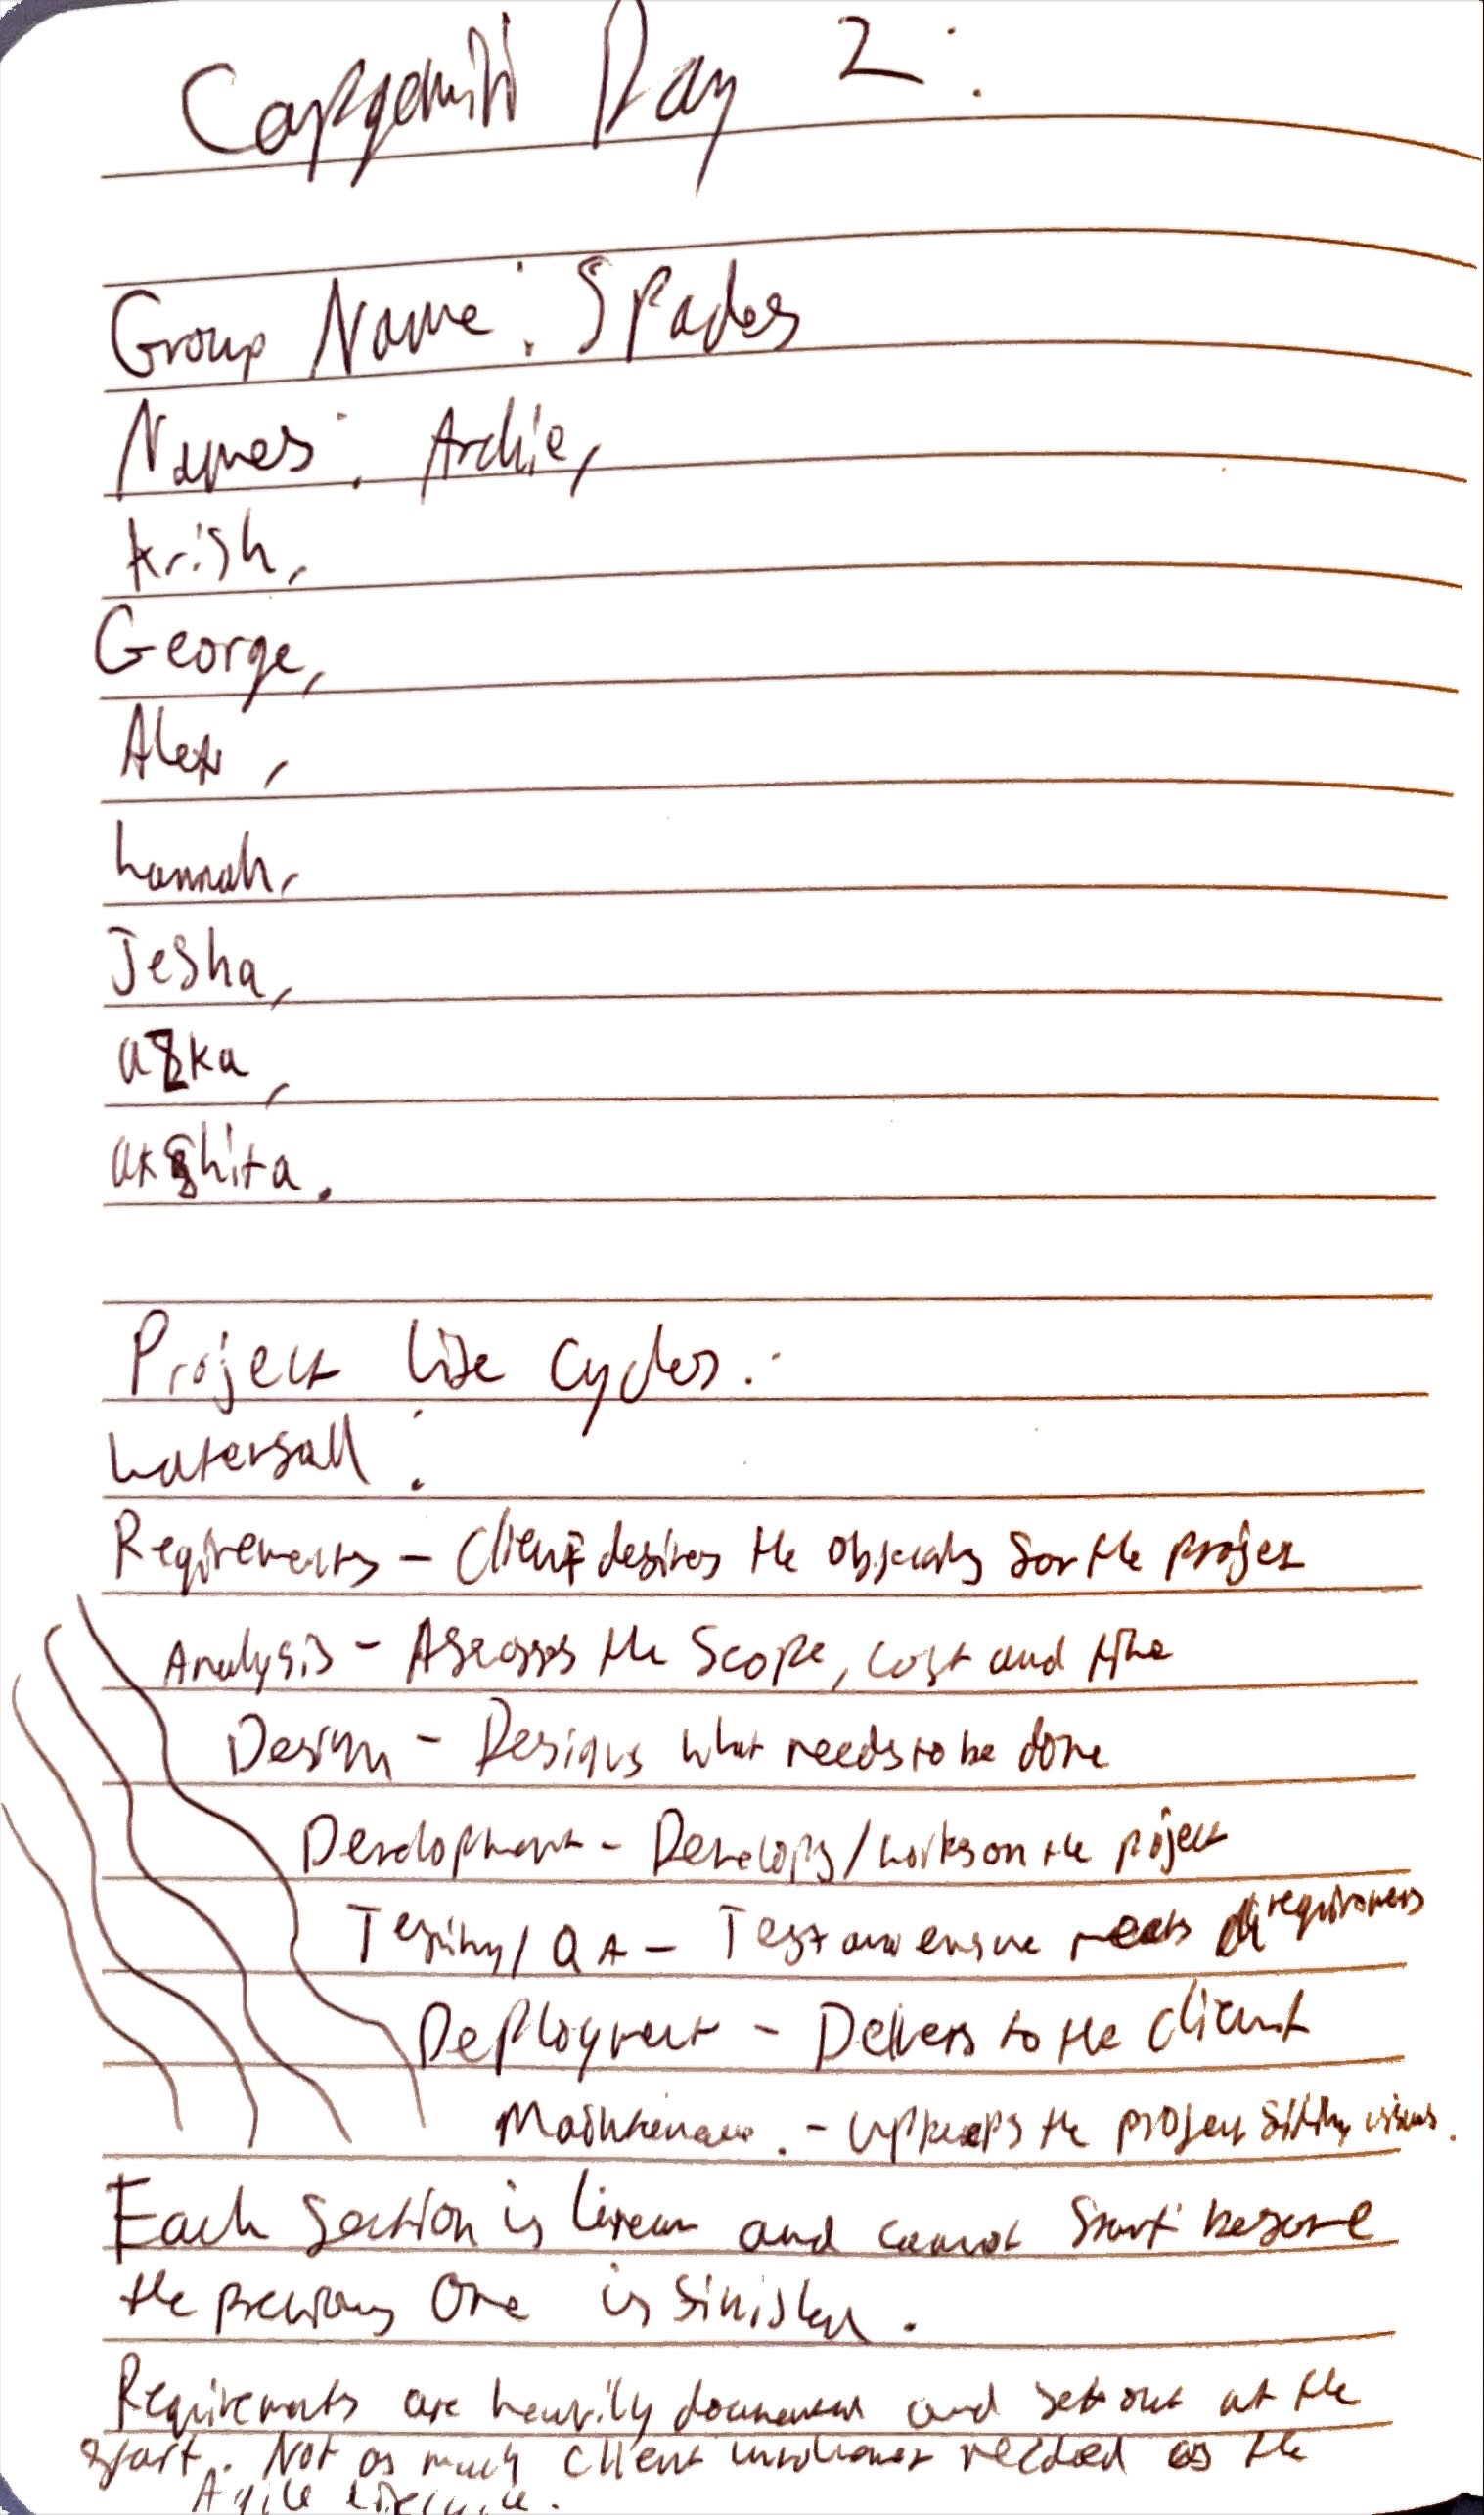 Capgemini Day 2:
Group Name: Spades
Names: Archie,
Krish,
George,
Alex,
hannah,
Jesha,
azka,
akshita.
Project life cycles:
Waterfall:
Reqirements - Client desires the objectives for the project
Analysis - Assesses the Scope, cost and time
Design - Designs what needs to be done
Development - Develops/works on the project
Testing/QA - Test and ensure meets requirements
Deployment - Delivers to the client
Maintenance. - upkeeps the project fixing issues.
Each section is linear and cannot start before
the previous One is finished.
Requirements are heavily documented and set out at the
start. Not as much client involvement needed as the
Agile lifecycle.